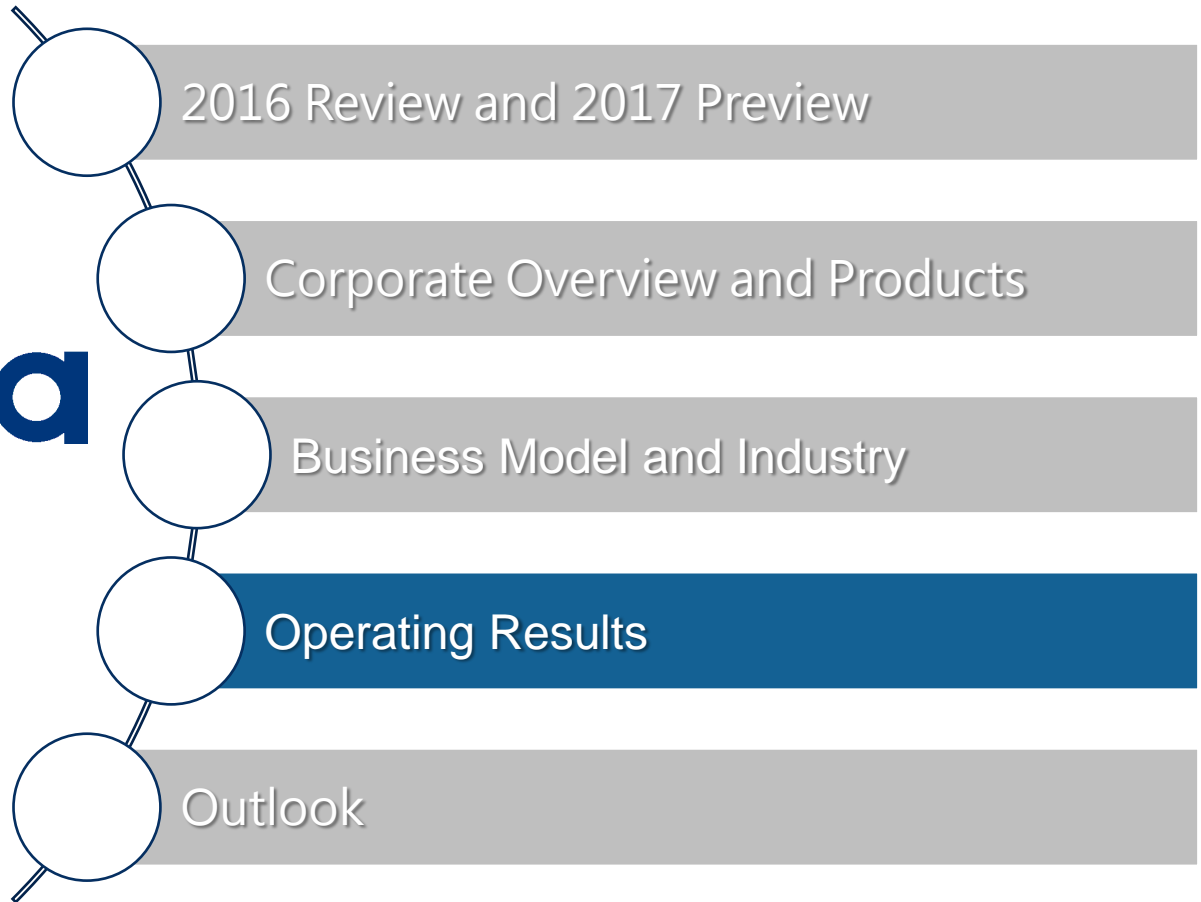 2016 Review and 2017 Preview
Corporate Overview and Products
a
Business Model and Industry
Operating Results
Outlook